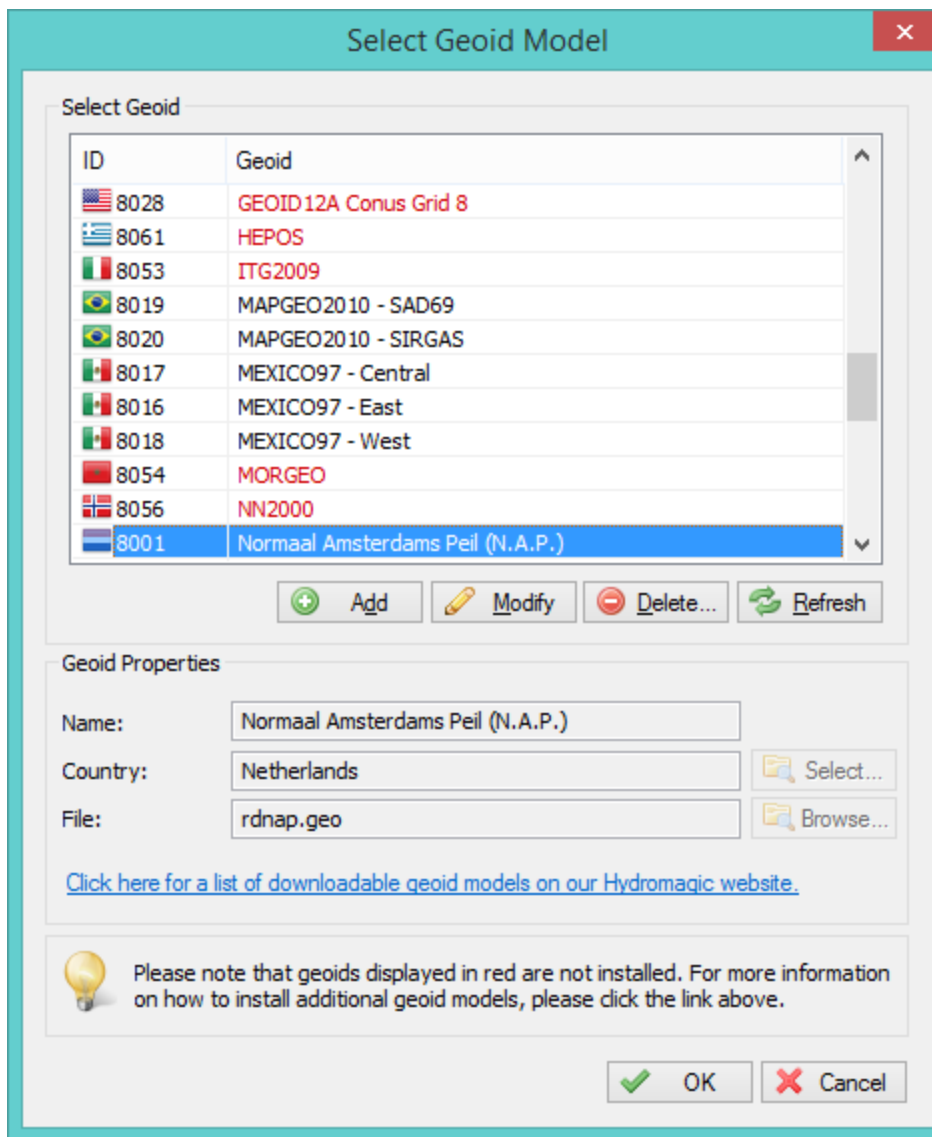 Select Geoid Model
Select Geoid
ID Geoid
8028 GEOID12A Conus Grid 8
8061 HEPOS
8053 ITG2009
8019 MAPGEO2010 - SAD69
8020 MAPGEO2010 - SIRGAS
8017 MEXICO97 - Central
8016 MEXICO97 - East
8018 MEXICO97 - West
8054 MORGEO
8056 NN2000
8001 Normaal Amsterdams Peil (N.A.P.)
Add Modify Delete... Refresh
Geoid Properties
Name: Normaal Amsterdams Peil (N.A.P.)
Country: Netherlands Select...
File: rdnap.geo Browse...
Click here for a list of downloadable geoid models on our Hydromagic website.
Please note that geoids displayed in red are not installed. For more information
on how to install additional geoid models, please click the link above.
OK Cancel